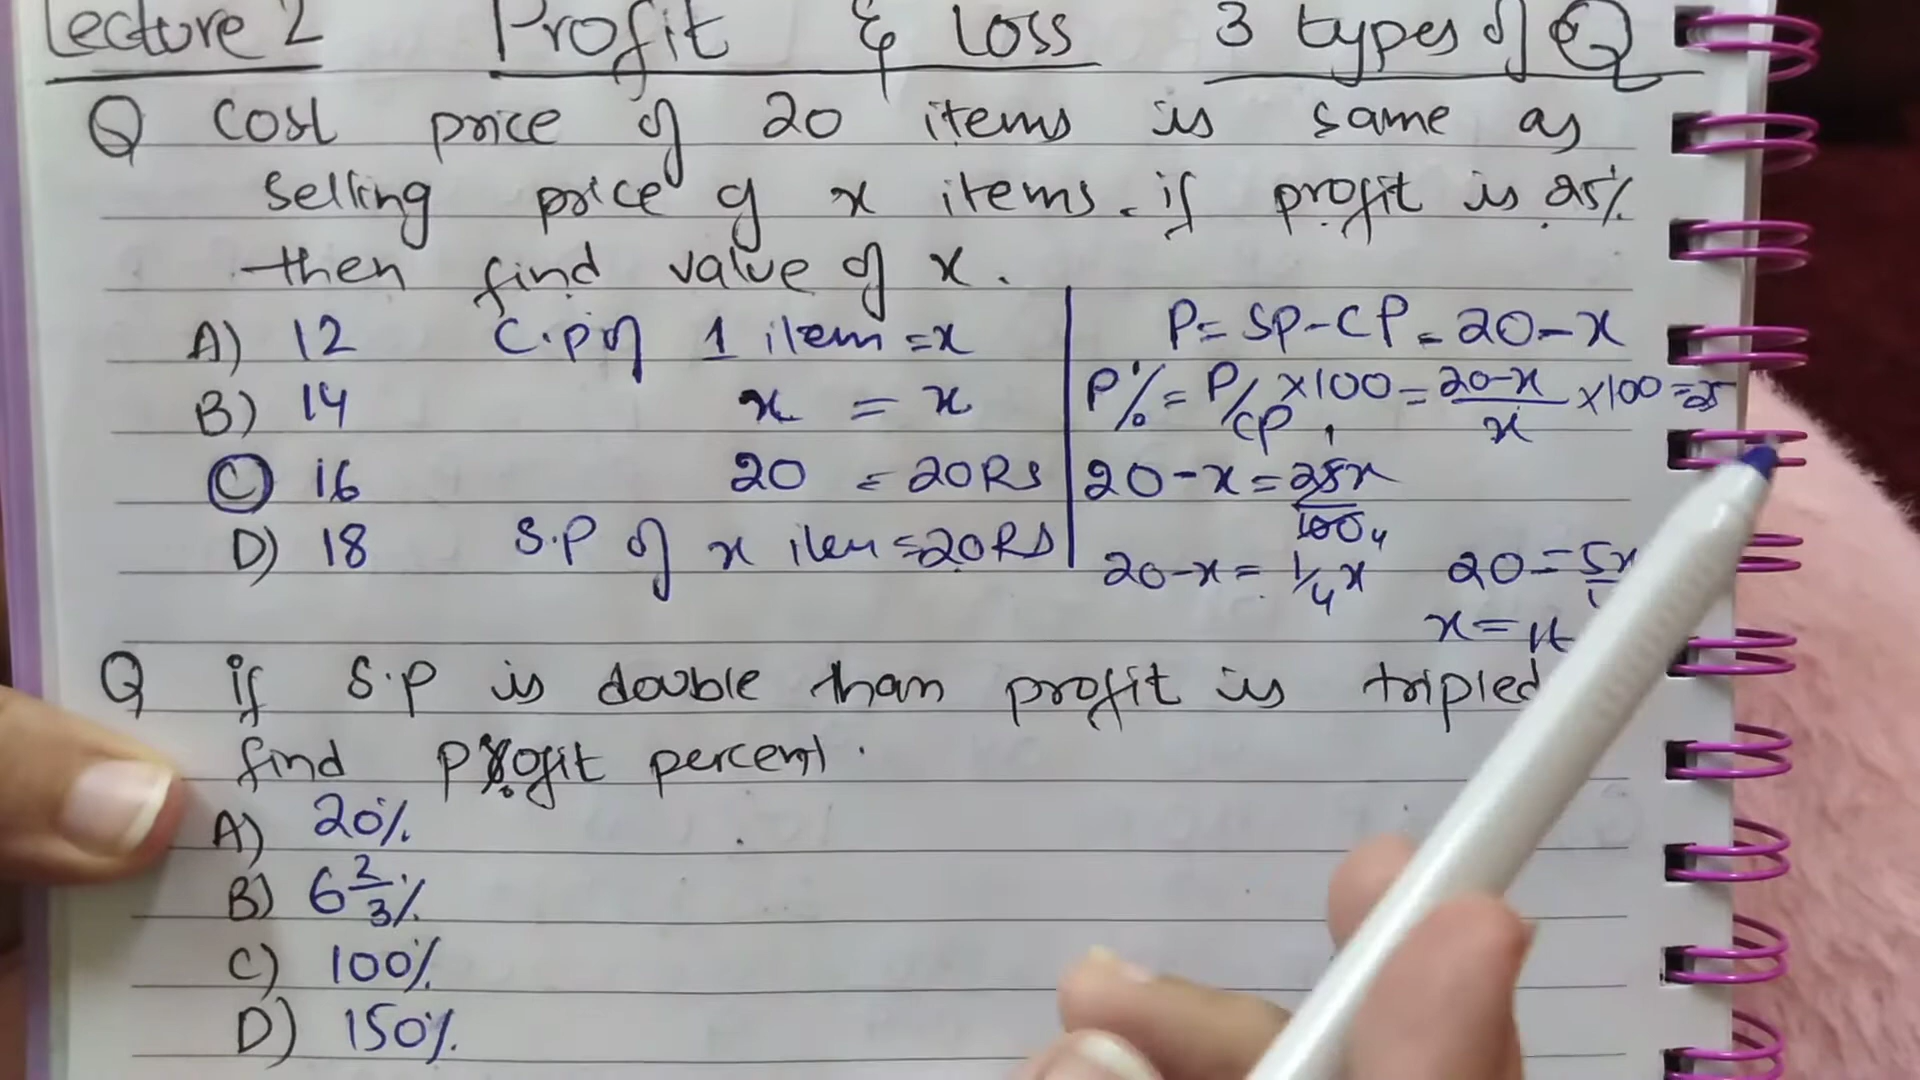 Lecture 2 Profit & Loss 3 types of Q
Q Cost price of 20 items is same as
selling price of x items. if profit is 25%
then find value of x.
A) 12
B) 14
C) 16
D) 18
C.P of 1 item = x
x = x
20 = 20RS
S.P of x item = 20RS
P = SP - CP = 20 - x
P% = P/CP × 100 = 20-x/x × 100 = 25
20 - x = 25x/100 4
20 - x = 1/4 x 20 = 5x
x = 16
Q if S.P is double than profit is tripled
find profit percent.
A) 20%
B) 6 2/3 %
C) 100%
D) 150%